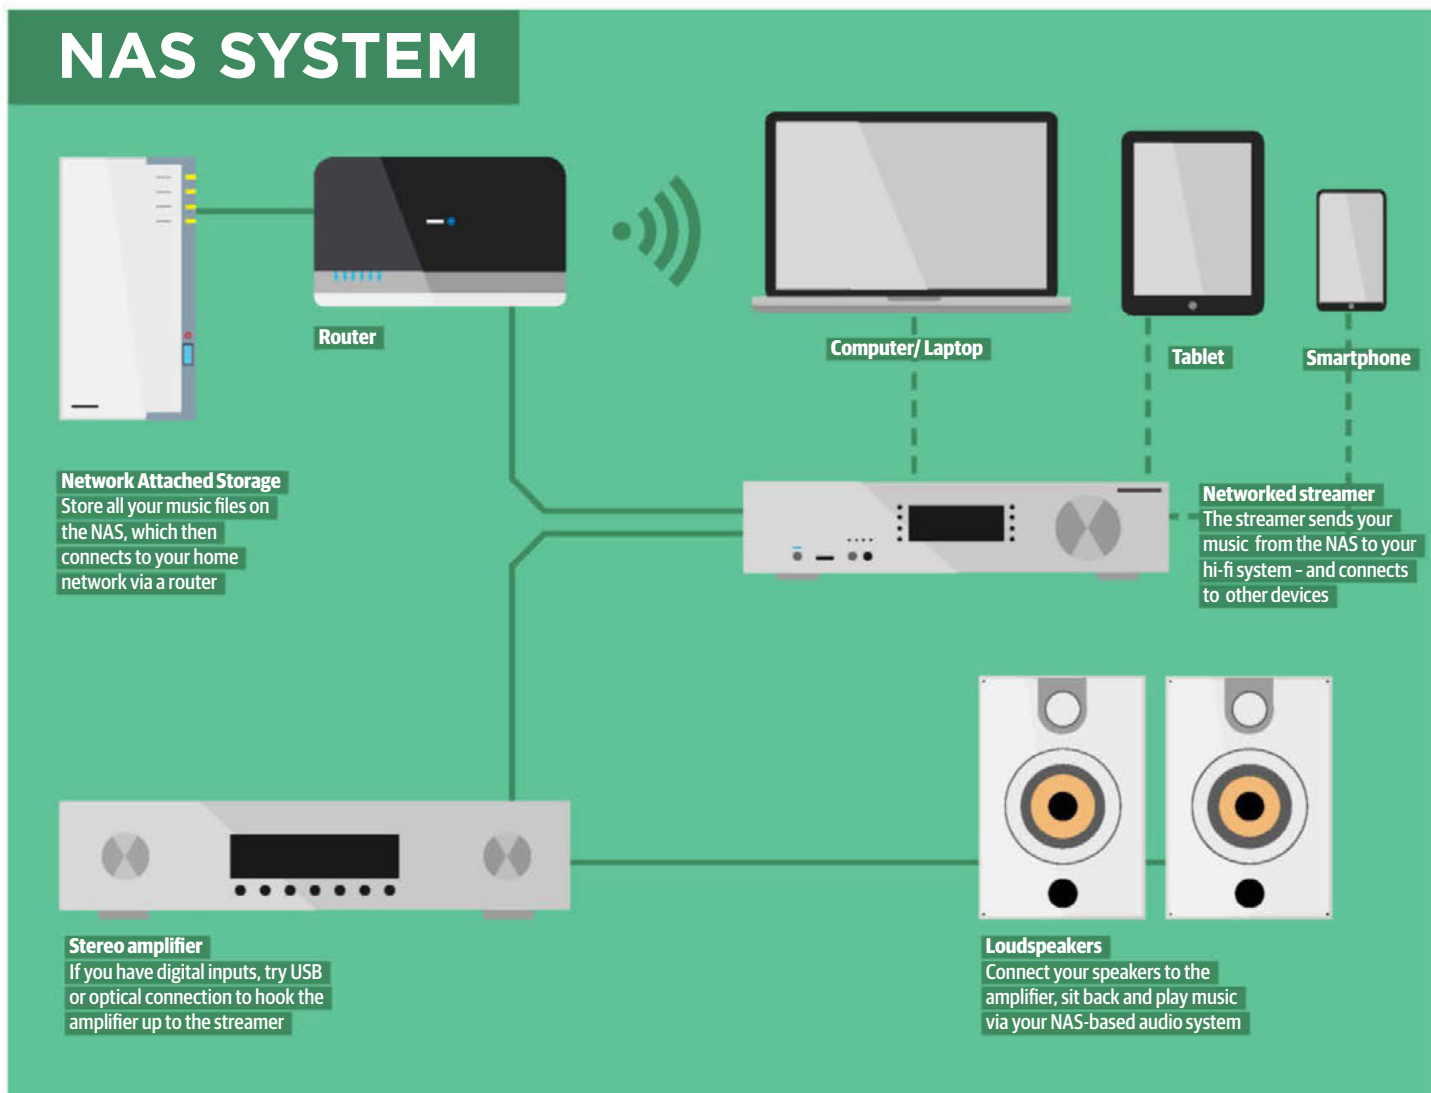 NAS SYSTEM
Router
Computer/ Laptop
Tablet
Smartphone
Network Attached Storage
Store all your music files on
the NAS, which then
connects to your home
network via a router
Networked streamer
The streamer sends your
music from the NAS to your
hi-fi system – and connects
to other devices
Stereo amplifier
If you have digital inputs, try USB
or optical connection to hook the
amplifier up to the streamer
Loudspeakers
Connect your speakers to the
amplifier, sit back and play music
via your NAS-based audio system